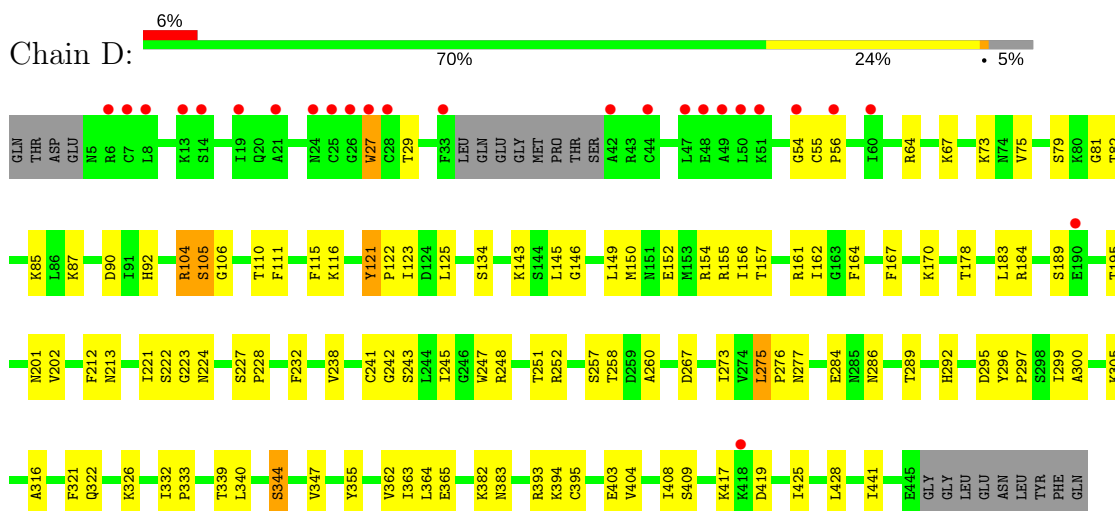 6%
Chain D:
70% 24% • 5%
GLN THR ASP GLU N5 R6 C7 L8 K13 S14 I19 Q20 A21 N24 C25 G26 W27 C28 T29 F33 LEU GLN GLU GLY MET PRO THR SER A42 R43 C44 L47 E48 A49 L50 K51 G54 C55 P56 I60 R64 K67 K73 N74 V75 S79 K80 G81 T82
K85 L86 K87 D90 I91 H92 R104 S105 G106 T110 F111 F115 K116 Y121 P122 I123 D124 L125 S134 K143 S144 L145 G146 L149 M150 N151 E152 M153 R154 R155 I156 T157 R161 I162 G163 F164 F167 K170 T178 L183 R184 S189 E190 T195
N201 V202 F212 N213 I221 S222 G223 N224 S227 P228 F232 V238 C241 G242 S243 L244 I245 G246 W247 R248 T251 R252 S257 T258 D259 A260 D267 I273 V274 L275 P276 N277 E284 N285 N286 T289 H292 D295 Y296 P297 S298 I299 A300 K305
A316 F321 Q322 K326 I332 P333 T339 L340 S344 V347 Y355 V362 I363 L364 E365 K382 N383 R393 K394 C395 E403 V404 I408 S409 K417 K418 D419 I425 L428 I441 E445 GLY GLY LEU GLU ASN LEU TYR PHE GLN